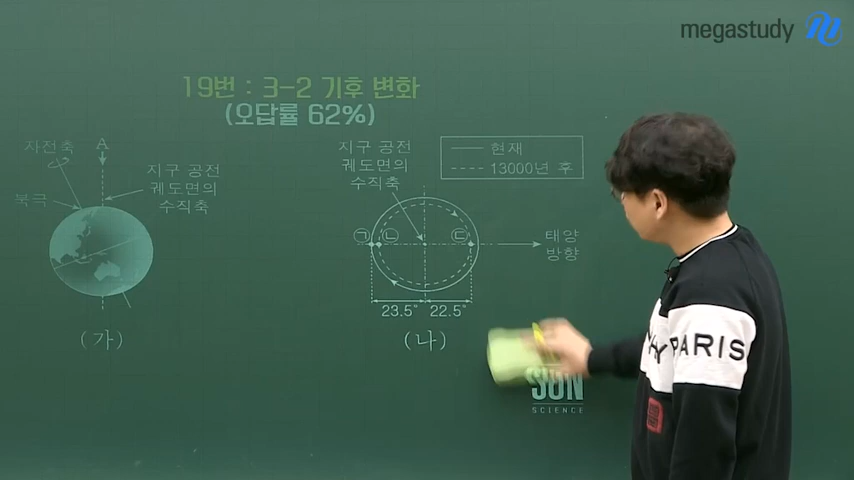 megastudy
19번 : 3-2 기후 변화
(오답률 62%)
자전축
A
지구 공전
궤도면의
수직축
북극
(가)
지구 공전
궤도면의
수직축
현재
13000년 후
㉠
㉡
㉢
태양
방향
23.5°
22.5°
(나)
SUN
SCIENCE
PARIS